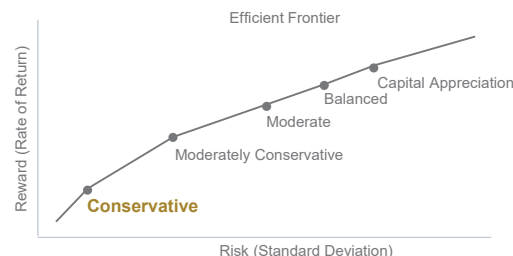 Efficient Frontier
Reward (Rate of Return)
Capital Appreciation
Balanced
Moderate
Moderately Conservative
Conservative
Risk (Standard Deviation)